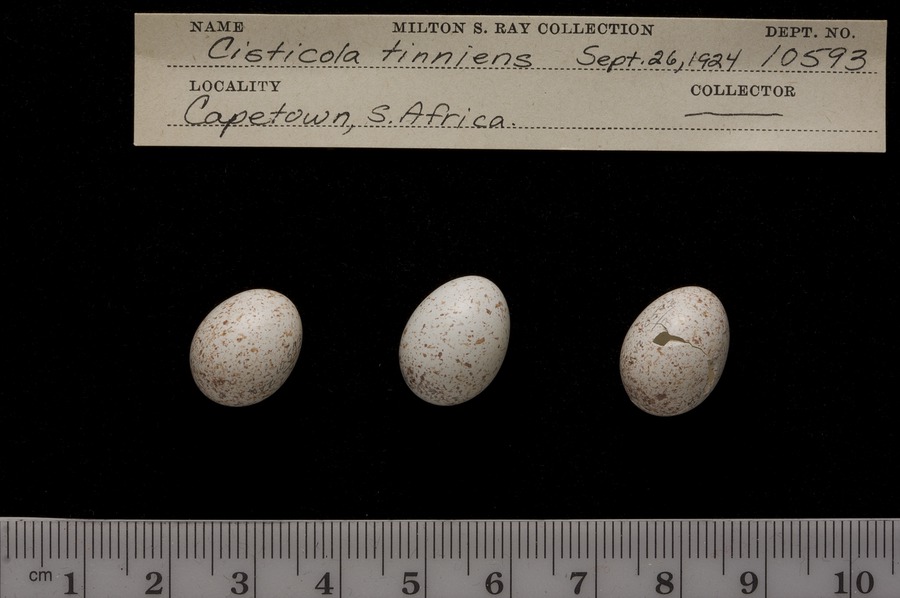 NAME MILTON S. RAY COLLECTION DEPT. NO.
Cisticola tinniens Sept. 26, 1924 10593
LOCALITY COLLECTOR
Capetown, S. Africa.
cm 1 2 3 4 5 6 7 8 9 10